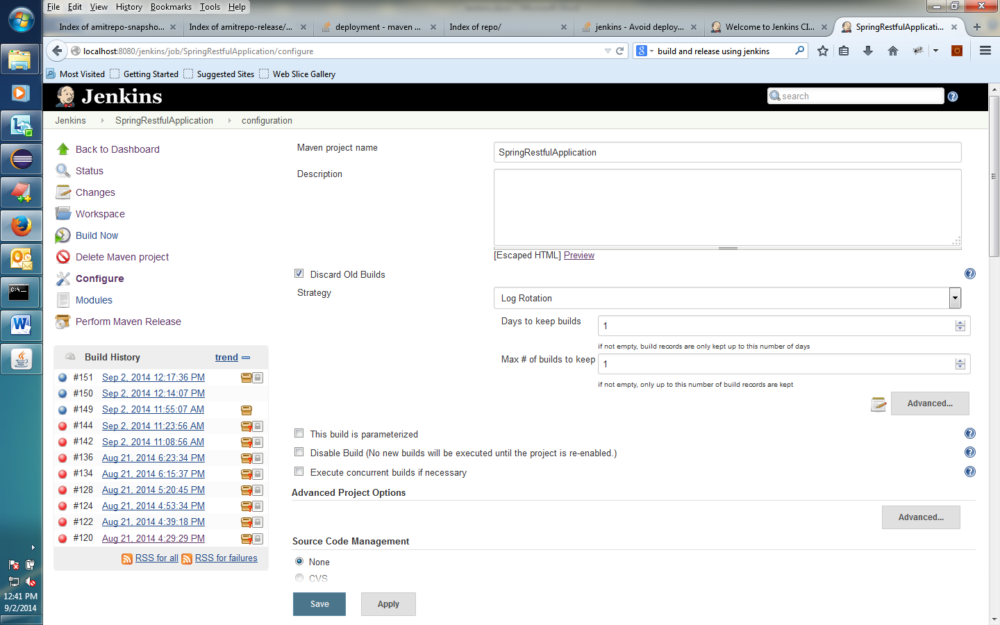 File Edit View History Bookmarks Tools Help
Index of amitrepo-snapsho... Index of amitrepo-release/... deployment - maven ... Index of repo/ jenkins - Avoid deploy... Welcome to Jenkins CI... SpringRestfulApplicati...
localhost:8080/jenkins/job/SpringRestfulApplication/configure build and release using jenkins
Most Visited Getting Started Suggested Sites Web Slice Gallery
Jenkins search
Jenkins SpringRestfulApplication configuration
Back to Dashboard
Status
Changes
Workspace
Build Now
Delete Maven project
Configure
Modules
Perform Maven Release
Build History trend
#151 Sep 2, 2014 12:17:36 PM
#150 Sep 2, 2014 12:14:07 PM
#149 Sep 2, 2014 11:55:07 AM
#144 Sep 2, 2014 11:23:56 AM
#142 Sep 2, 2014 11:08:56 AM
#136 Aug 21, 2014 6:23:34 PM
#134 Aug 21, 2014 6:15:37 PM
#128 Aug 21, 2014 5:20:45 PM
#124 Aug 21, 2014 4:53:34 PM
#122 Aug 21, 2014 4:39:18 PM
#120 Aug 21, 2014 4:29:29 PM
RSS for all RSS for failures
Maven project name SpringRestfulApplication
Description
[Escaped HTML] Preview
Discard Old Builds
Strategy Log Rotation
Days to keep builds 1
if not empty, build records are only kept up to this number of days
Max # of builds to keep 1
if not empty, only up to this number of build records are kept
Advanced...
This build is parameterized
Disable Build (No new builds will be executed until the project is re-enabled.)
Execute concurrent builds if necessary
Advanced Project Options
Advanced...
Source Code Management
None
CVS
Save Apply
12:41 PM
9/2/2014